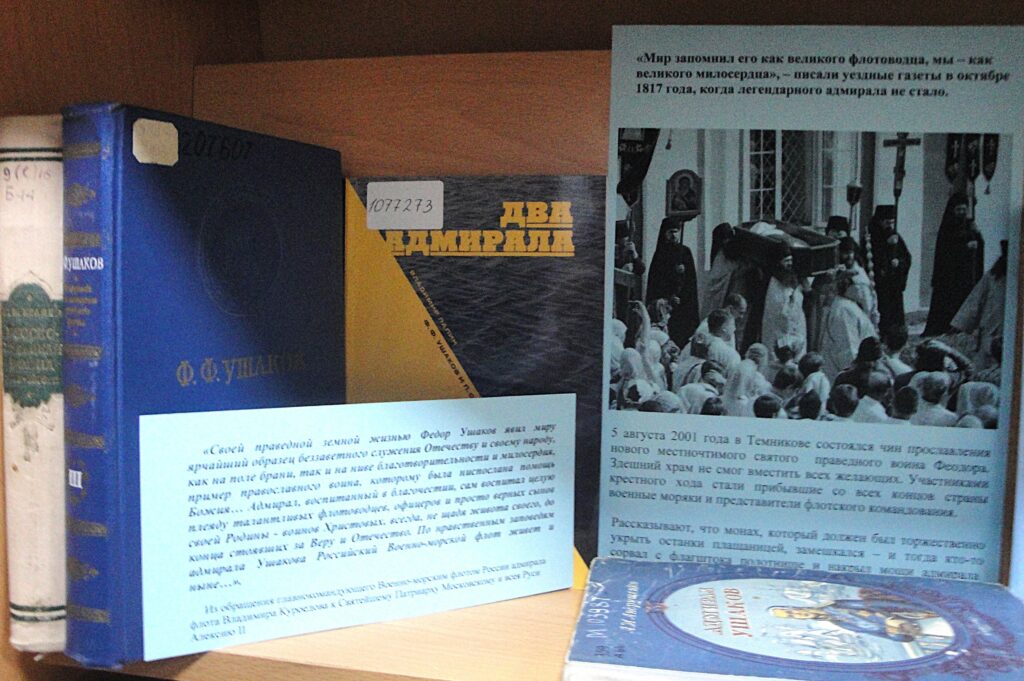 9(С)16
Б-14
Ф. УШАКОВ
III
207607
Ф. Ф. УШАКОВ
1077273
ДВА
АДМИРАЛА
Ф. Ф. УШАКОВ И
«Мир запомнил его как великого флотоводца, мы – как
великого милосердца», – писали уездные газеты в октябре
1817 года, когда легендарного адмирала не стало.
5 августа 2001 года в Темникове состоялся чин прославления
нового местночтимого святого праведного воина Феодора.
Здешний храм не смог вместить всех желающих. Участниками
крестного хода стали прибывшие со всех концов страны
военные моряки и представители флотского командования.
Рассказывают, что монах, который должен был торжественно
укрыть останки плащаницей, замешкался – и тогда кто-то
сорвал с флагштока полотнище и накрыл мощи адмирала
«Своей праведной земной жизнью Федор Ушаков явил миру
ярчайший образец беззаветного служения Отечеству и своему народу,
как на поле брани, так и на ниве благотворительности и милосердия,
пример православного воина, которому была ниспослана помощь
Божия… Адмирал, воспитанный в благочестии, сам воспитал целую
плеяду талантливых флотоводцев, офицеров и просто верных сынов
своей Родины - воинов Христовых, всегда, не щадя живота своего, до
конца стоявших за Веру и Отечество. По нравственным заповедям
адмирала Ушакова Российский Военно-морской флот живет и
ныне…».
Из обращения главнокомандующего Военно-морским флотом России адмирала
флота Владимира Куроедова к Святейшему Патриарху Московскому и всея Руси
Алексию II
АДМИРАЛ
УШАКОВ